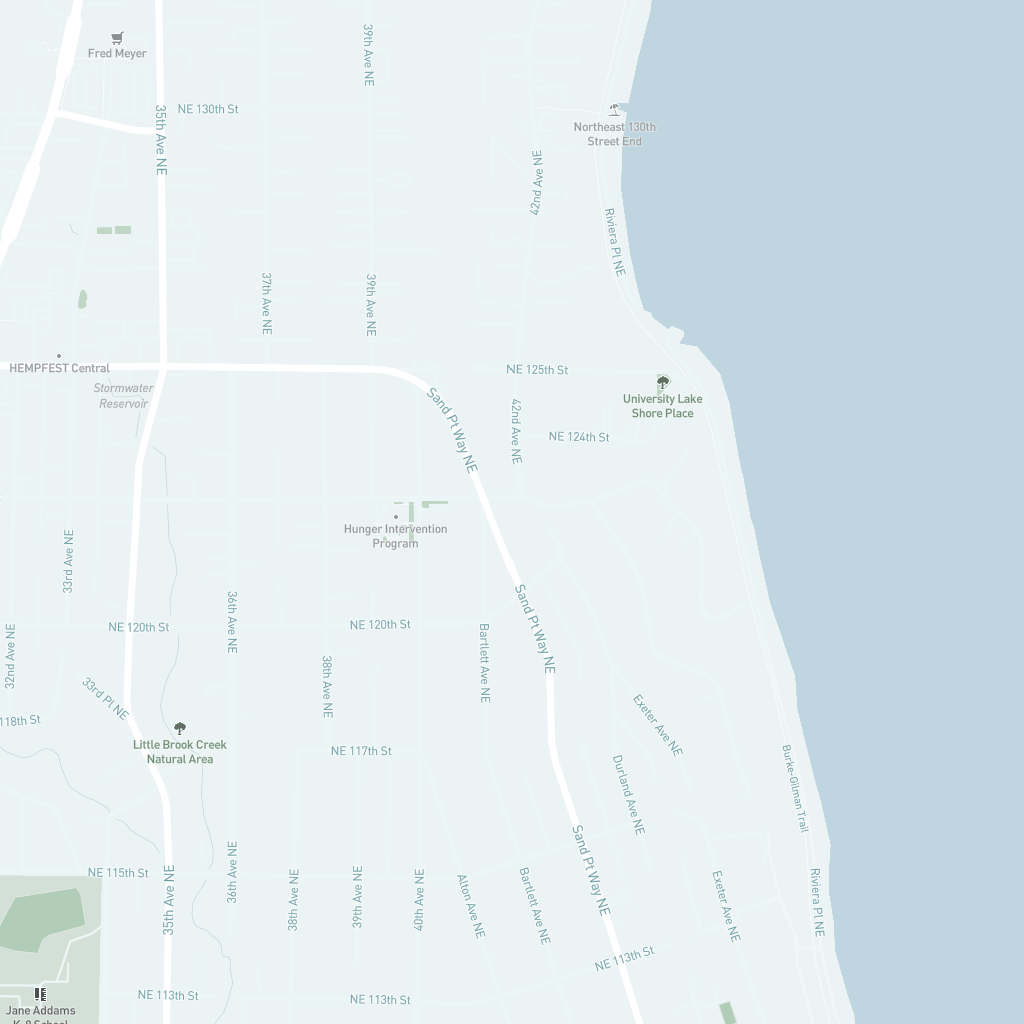 39th Ave NE
Fred Meyer
NE 130th St
35th Ave NE
Northeast 130th
Street End
42nd Ave NE
Riviera Pl NE
37th Ave NE
39th Ave NE
HEMPFEST Central
NE 125th St
Stormwater
Reservoir
Sand Pt Way NE
University Lake
Shore Place
42nd Ave NE
NE 124th St
Hunger Intervention
Program
33rd Ave NE
36th Ave NE
Sand Pt Way NE
32nd Ave NE
NE 120th St
NE 120th St
Bartlett Ave NE
38th Ave NE
33rd Pl NE
118th St
Exeter Ave NE
Little Brook Creek
Natural Area
NE 117th St
Durland Ave NE
Burke-Gilman Trail
Sand Pt Way NE
NE 115th St
36th Ave NE
35th Ave NE
38th Ave NE
39th Ave NE
40th Ave NE
Alton Ave NE
Bartlett Ave NE
Exeter Ave NE
Riviera Pl NE
NE 113th St
NE 113th St
NE 113th St
Jane Addams
K-8 School